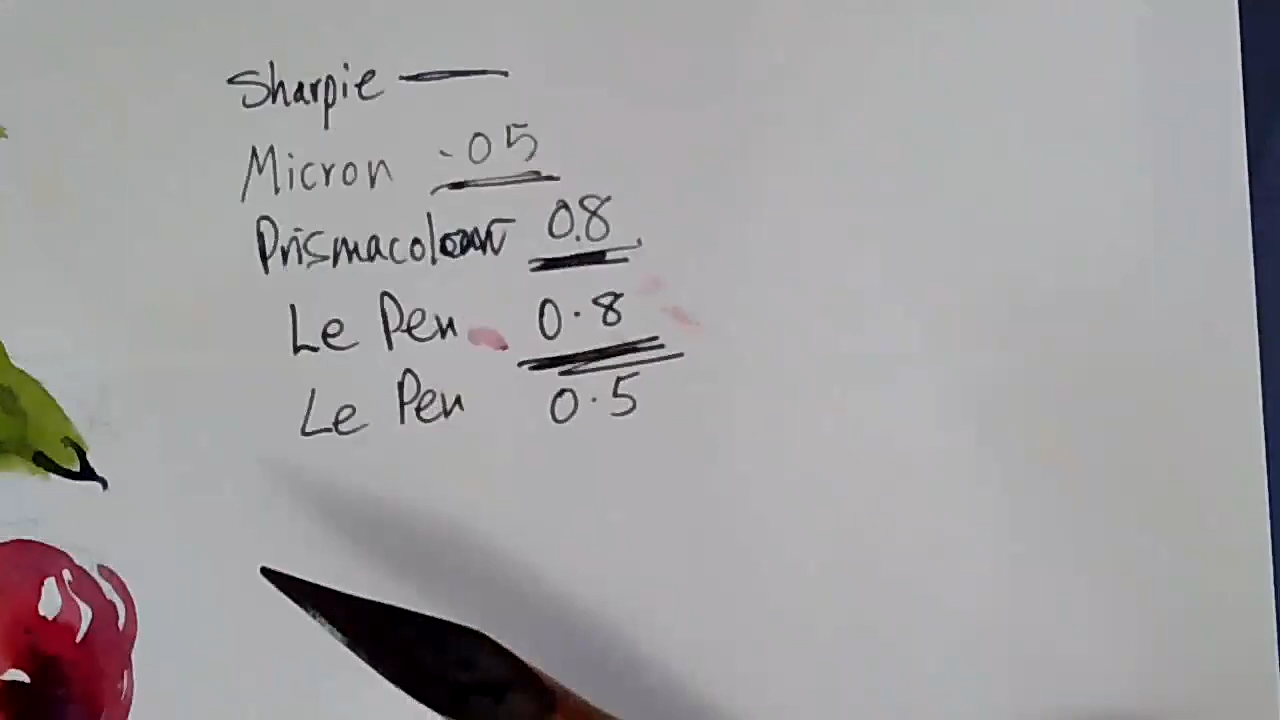 Sharpie —
Micron .05
Prismacolour 0.8
Le Pen 0.8
Le Pen 0.5